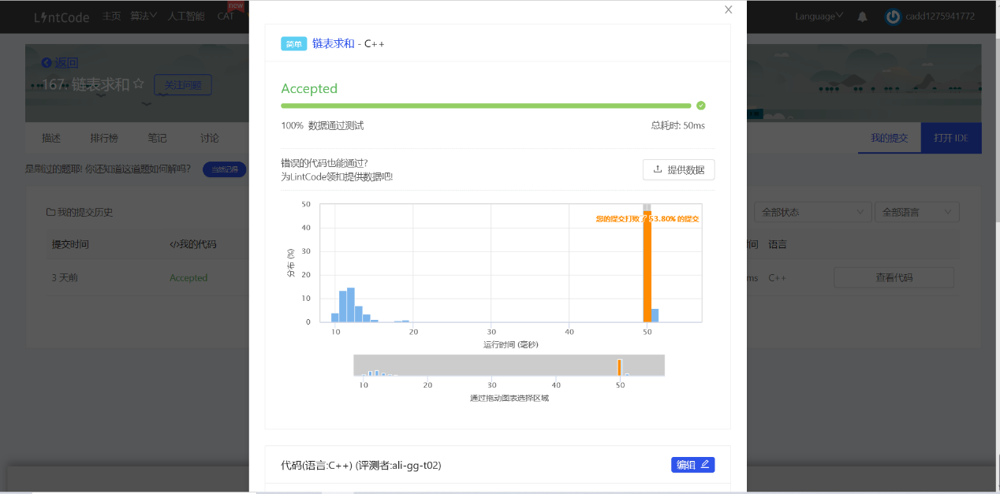 LintCode 主页 算法 人工智能 CAT new Language cadd1275941772
返回
167. 链表求和 关注问题
描述 排行榜 笔记 讨论 我的提交 打开 IDE
是刷过的题耶! 你还知道这道题如何解吗? 当然记得
我的提交历史 全部状态 全部语言
提交时间 </>我的代码 间 语言
3 天前 Accepted ms C++ 查看代码
简单 链表求和 - C++
Accepted
100% 数据通过测试 总耗时: 50ms
错误的代码也能通过?
为LintCode领扣提供数据吧! 提供数据
您的提交打败了 53.80% 的提交
分布 (%)
50
40
30
20
10
0
10 20 30 40 50
运行时间 (毫秒)
10 20 30 40 50
通过拖动图表选择区域
代码(语言:C++) (评测者:ali-gg-t02) 编辑